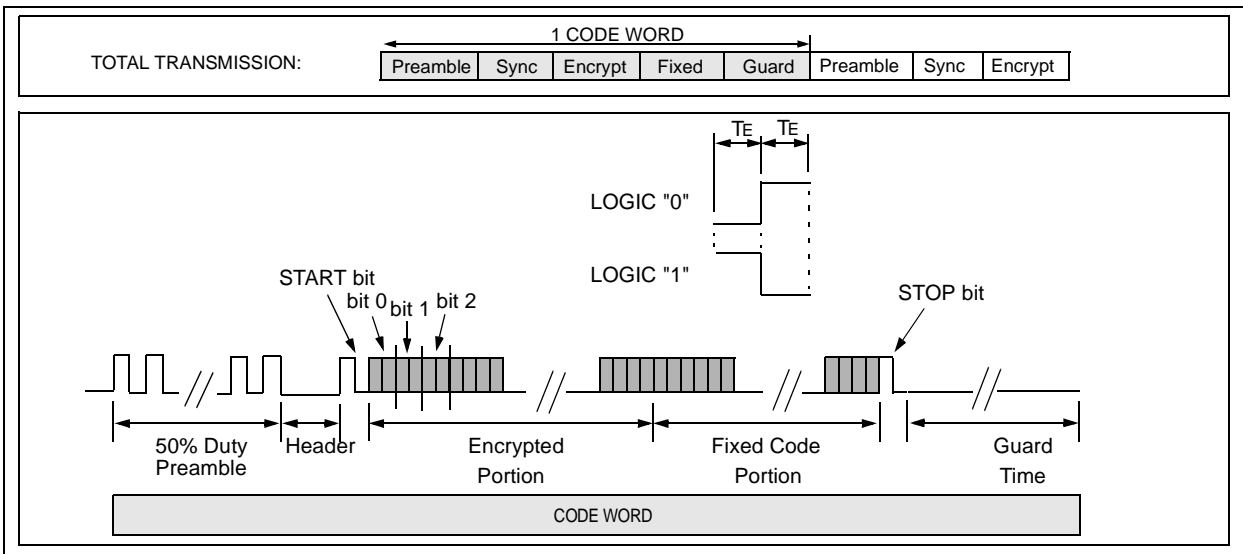 1 CODE WORD
TOTAL TRANSMISSION:
Preamble Sync Encrypt Fixed Guard Preamble Sync Encrypt
TE TE
LOGIC "0"
LOGIC "1"
START bit
bit 0 bit 1 bit 2
STOP bit
50% Duty
Preamble
Header
Encrypted
Portion
Fixed Code
Portion
Guard
Time
CODE WORD